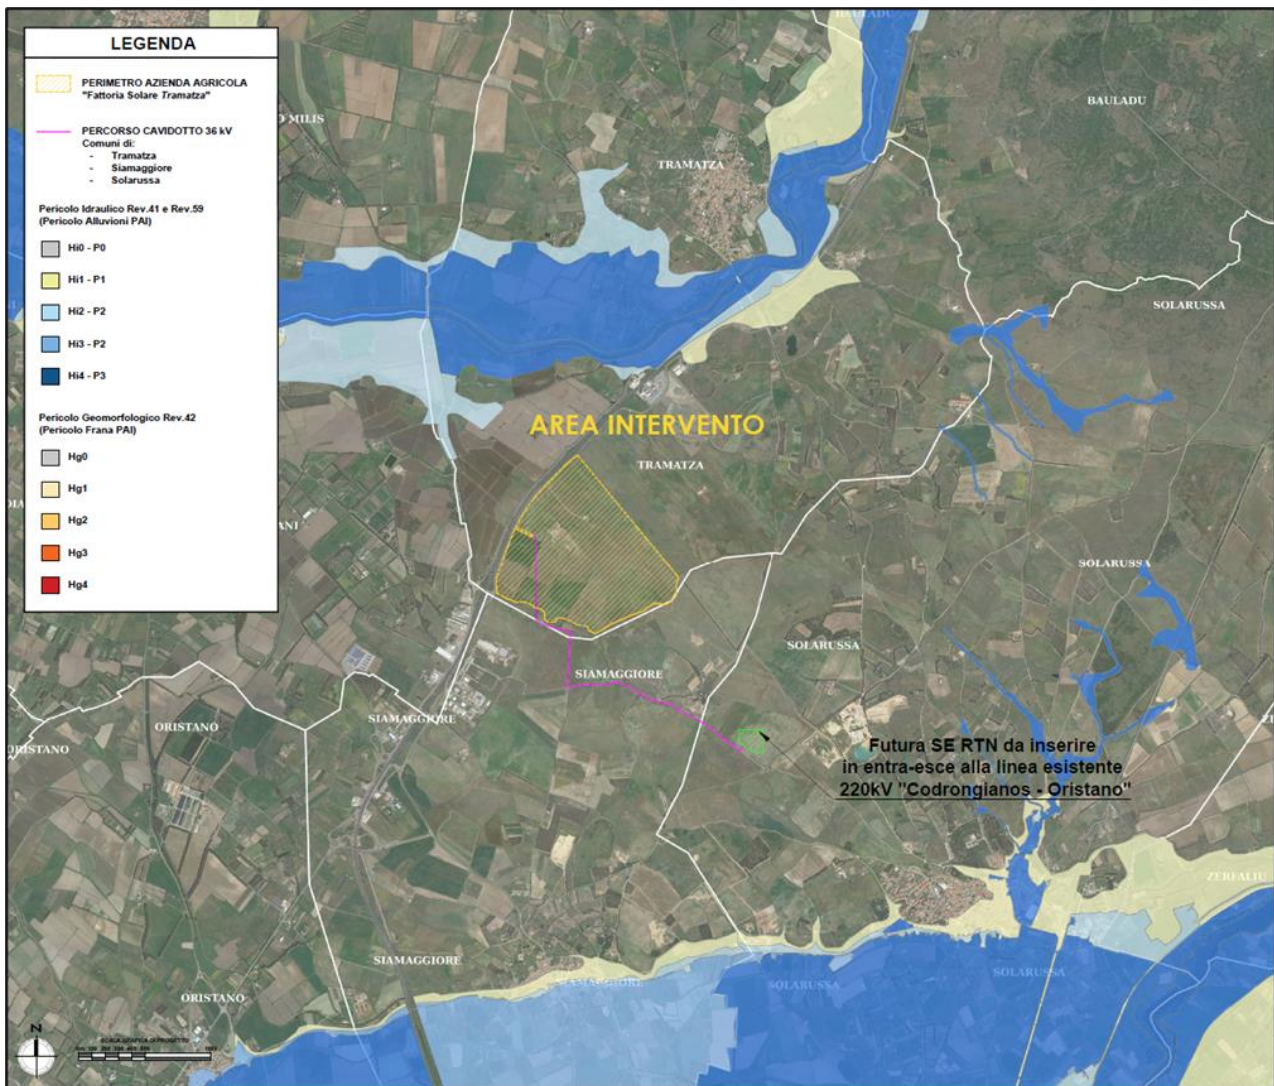 LEGENDA
PERIMETRO AZIENDA AGRICOLA
"Fattoria Solare Tramatza"
PERCORSO CAVIDOTTO 36 kV
Comuni di:
- Tramatza
- Siamaggiore
- Solarussa
Pericolo Idraulico Rev.41 e Rev.59
(Pericolo Alluvioni PAI)
Hi0 - P0
Hi1 - P1
Hi2 - P2
Hi3 - P2
Hi4 - P3
Pericolo Geomorfologico Rev.42
(Pericolo Frana PAI)
Hg0
Hg1
Hg2
Hg3
Hg4
BAULADU
BAULADU
MILIS
TRAMATZA
SOLARUSSA
AREA INTERVENTO
TRAMATZA
SOLARUSSA
SOLARUSSA
SIAMAGGIORE
SIAMAGGIORE
ORISTANO
ORISTANO
Futura SE RTN da inserire
in entra-esce alla linea esistente
220kV "Codrongianos - Oristano"
ZERFALIU
SIAMAGGIORE
SIAMAGGIORE
SOLARUSSA
SOLARUSSA
ORISTANO
N